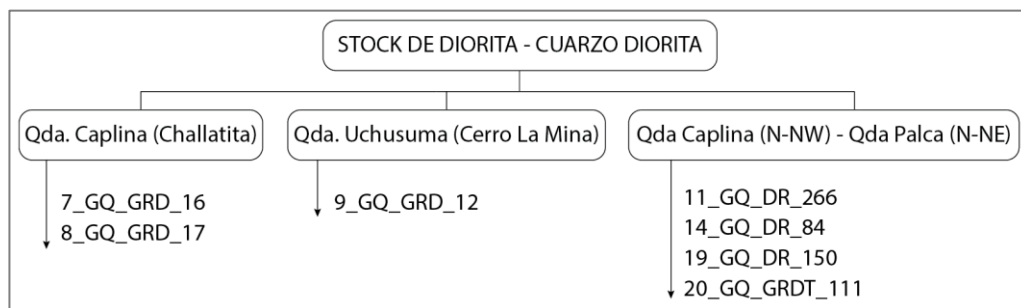 STOCK DE DIORITA - CUARZO DIORITA
Qda. Caplina (Challatita)
7_GQ_GRD_16
8_GQ_GRD_17
Qda. Uchusuma (Cerro La Mina)
9_GQ_GRD_12
Qda Caplina (N-NW) - Qda Palca (N-NE)
11_GQ_DR_266
14_GQ_DR_84
19_GQ_DR_150
20_GQ_GRDT_111